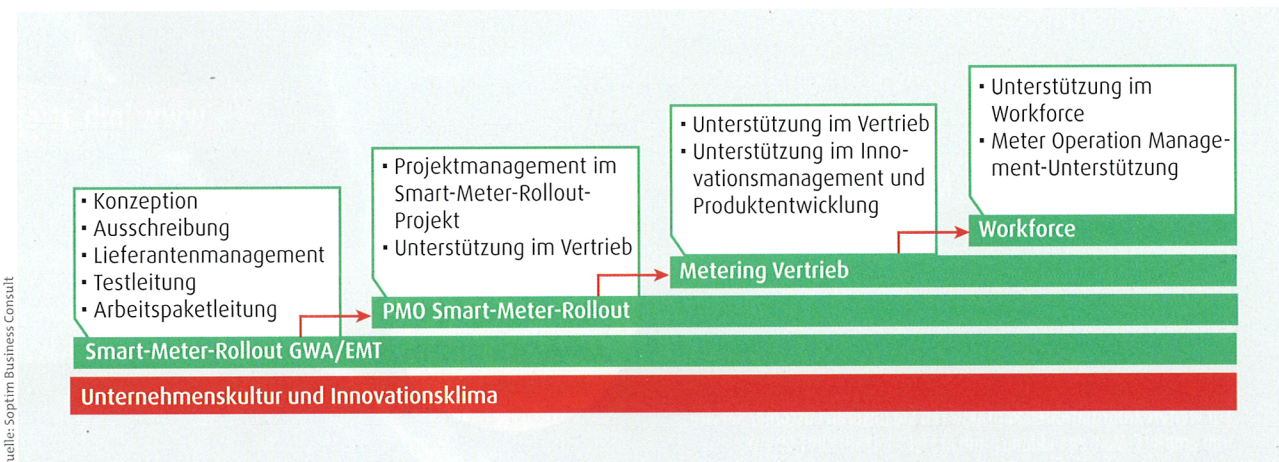 ▪ Konzeption
▪ Ausschreibung
▪ Lieferantenmanagement
▪ Testleitung
▪ Arbeitspaketleitung
Smart-Meter-Rollout GWA/EMT
▪ Projektmanagement im
Smart-Meter-Rollout-
Projekt
▪ Unterstützung im Vertrieb
PMO Smart-Meter-Rollout
▪ Unterstützung im Vertrieb
▪ Unterstützung im Inno-
vationsmanagement und
Produktentwicklung
Metering Vertrieb
▪ Unterstützung im
Workforce
▪ Meter Operation Manage-
ment-Unterstützung
Workforce
Unternehmenskultur und Innovationsklima
uelle: Soptim Business Consult